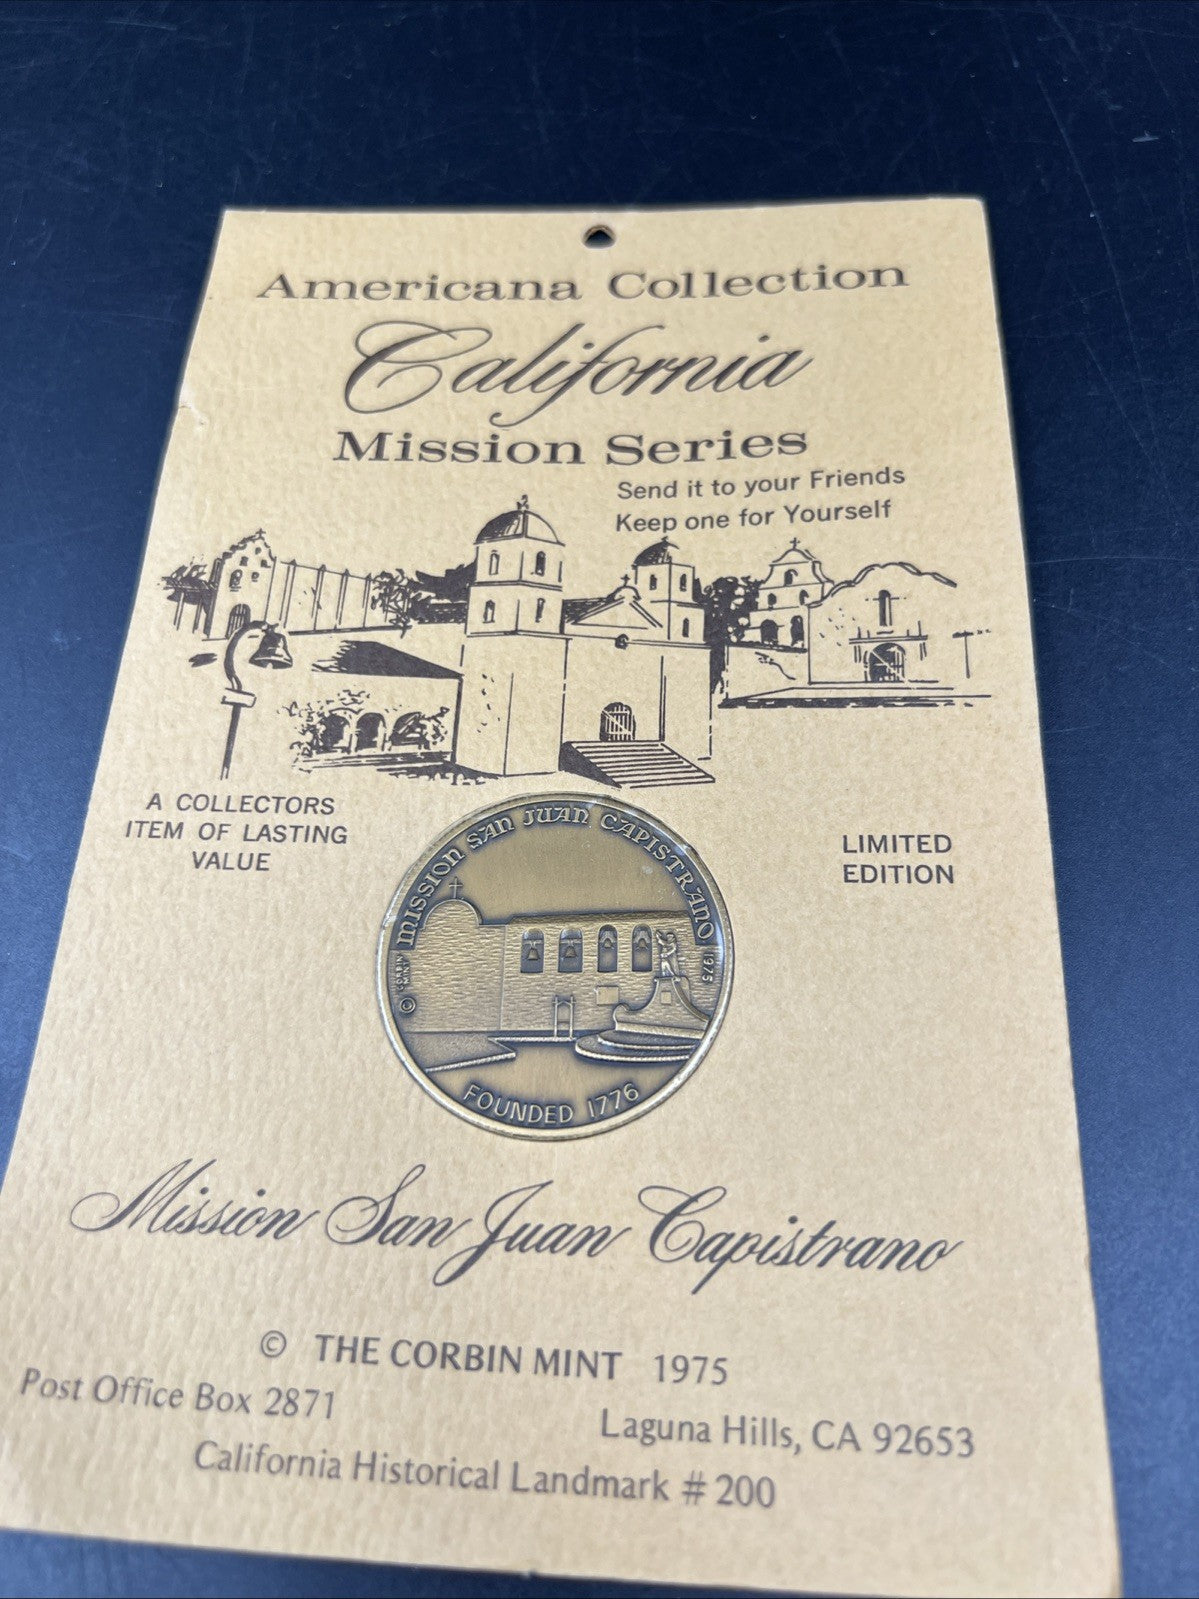 Americana Collection
California
Mission Series
Send it to your Friends
Keep one for Yourself
A COLLECTORS
ITEM OF LASTING
VALUE
LIMITED
EDITION
MISSION SAN JUAN CAPISTRANO
1975
© CORBIN
MINT
FOUNDED 1776
Mission San Juan Capistrano
© THE CORBIN MINT 1975
Post Office Box 2871
Laguna Hills, CA 92653
California Historical Landmark # 200